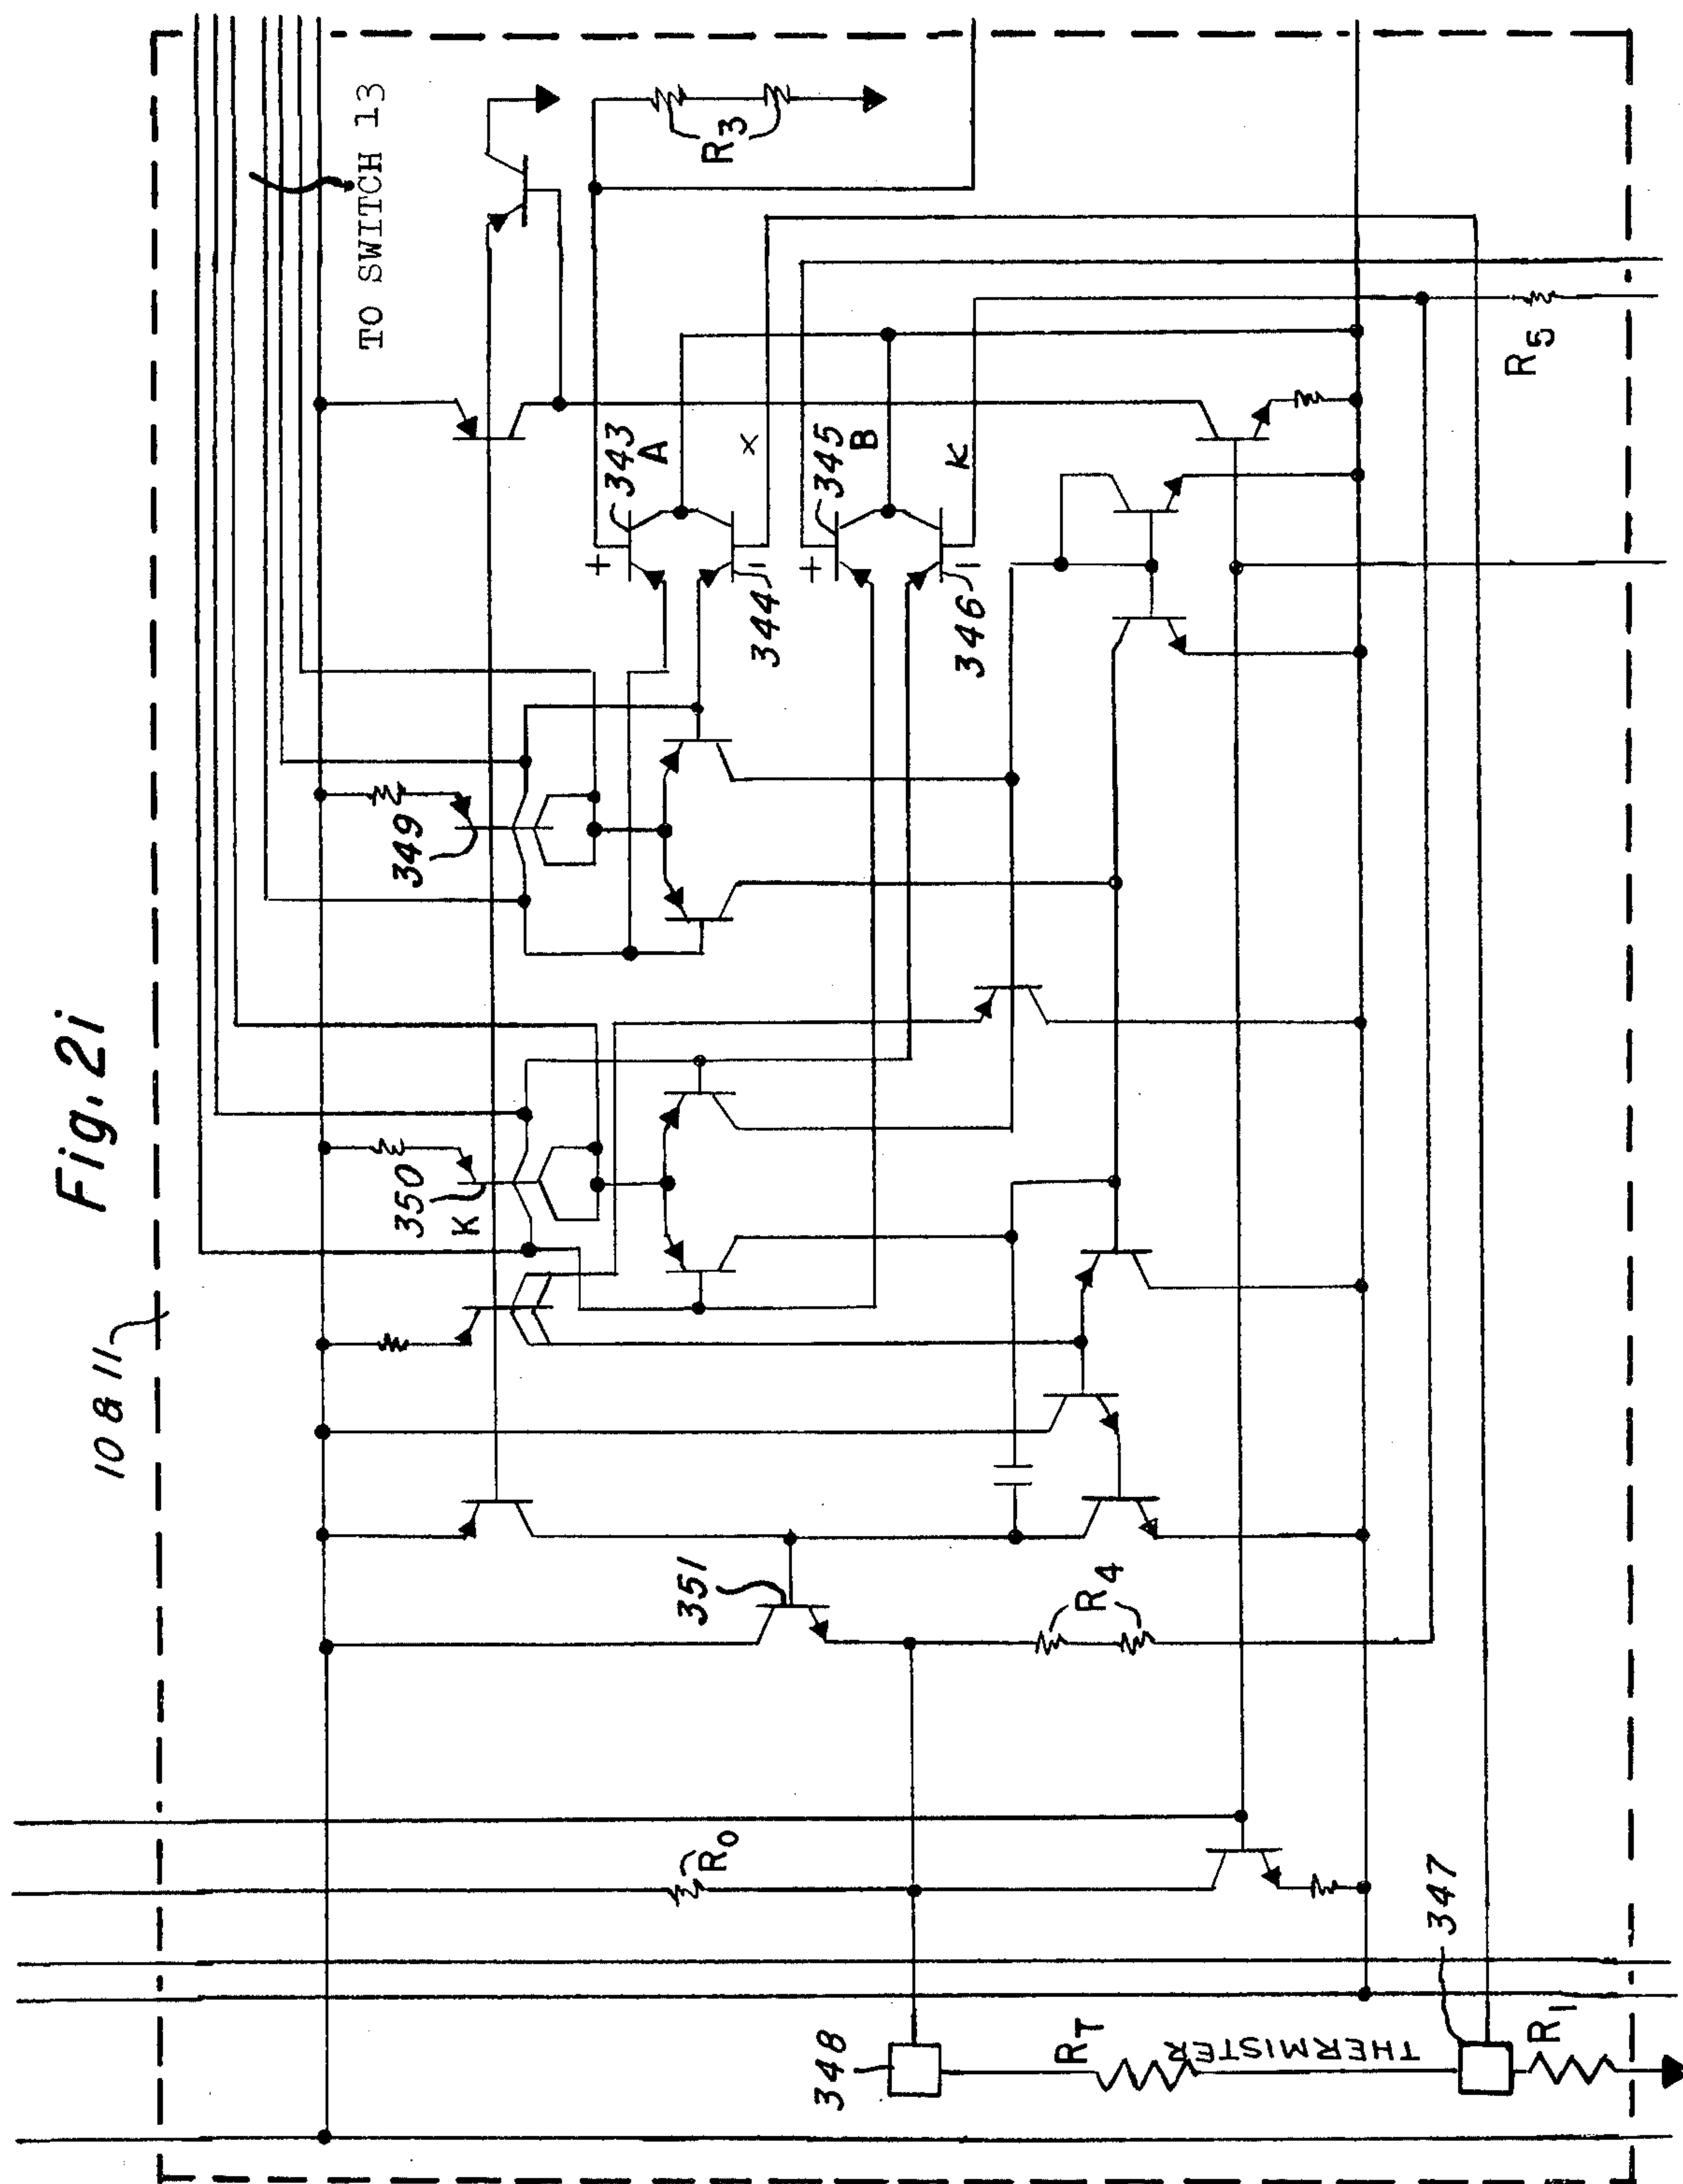 Fig. 2i
10 & 11
TO SWITCH 13
R3
343
A
x
344
+
-
345
B
K
346
+
-
R5
349
350
K
351
R4
R0
348
RT
THERMISTER
347
R1